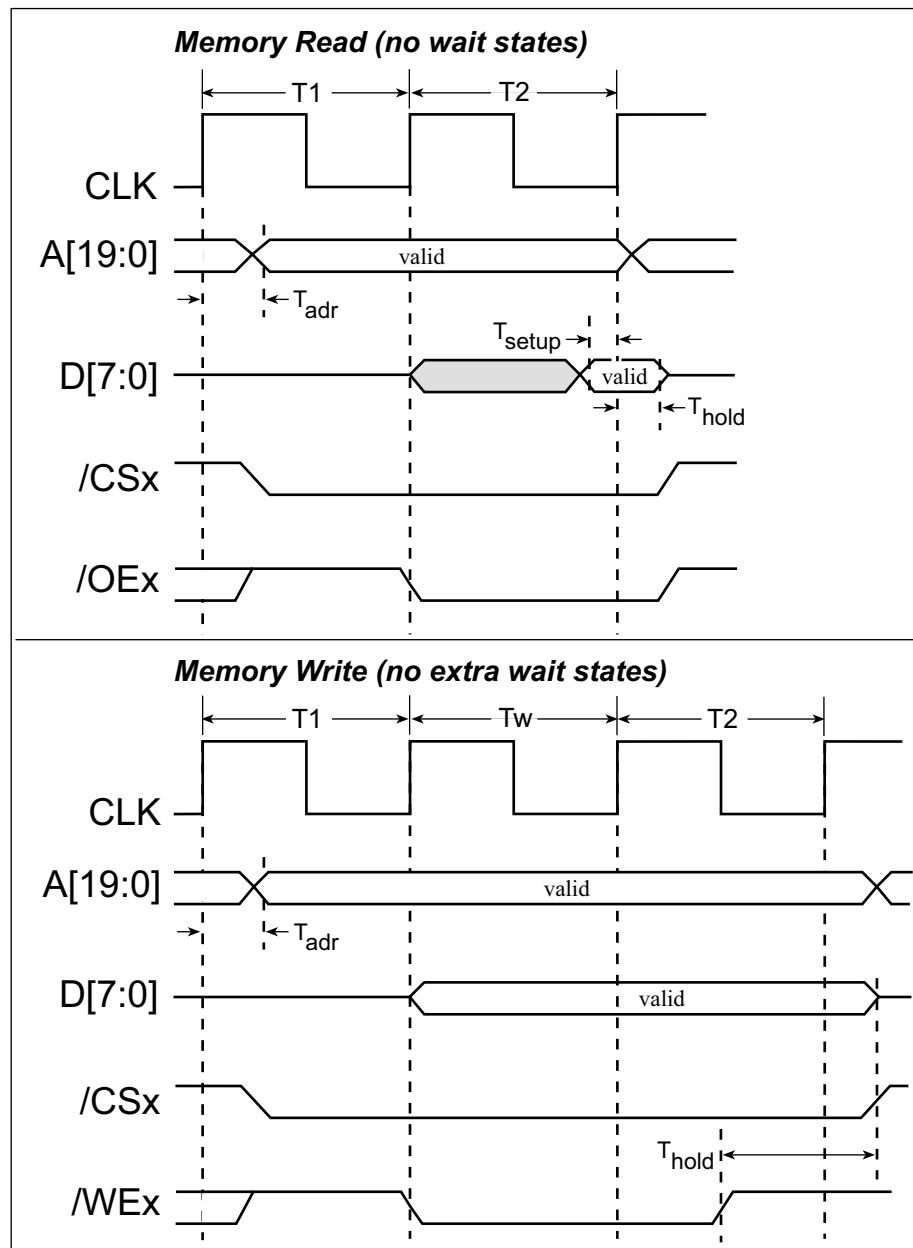 Memory Read (no wait states)
T1 T2
CLK
A[19:0] valid
Tadr
Tsetup
D[7:0] valid
Thold
/CSx
/OEx
Memory Write (no extra wait states)
T1 Tw T2
CLK
A[19:0] valid
Tadr
D[7:0] valid
/CSx
Thold
/WEx